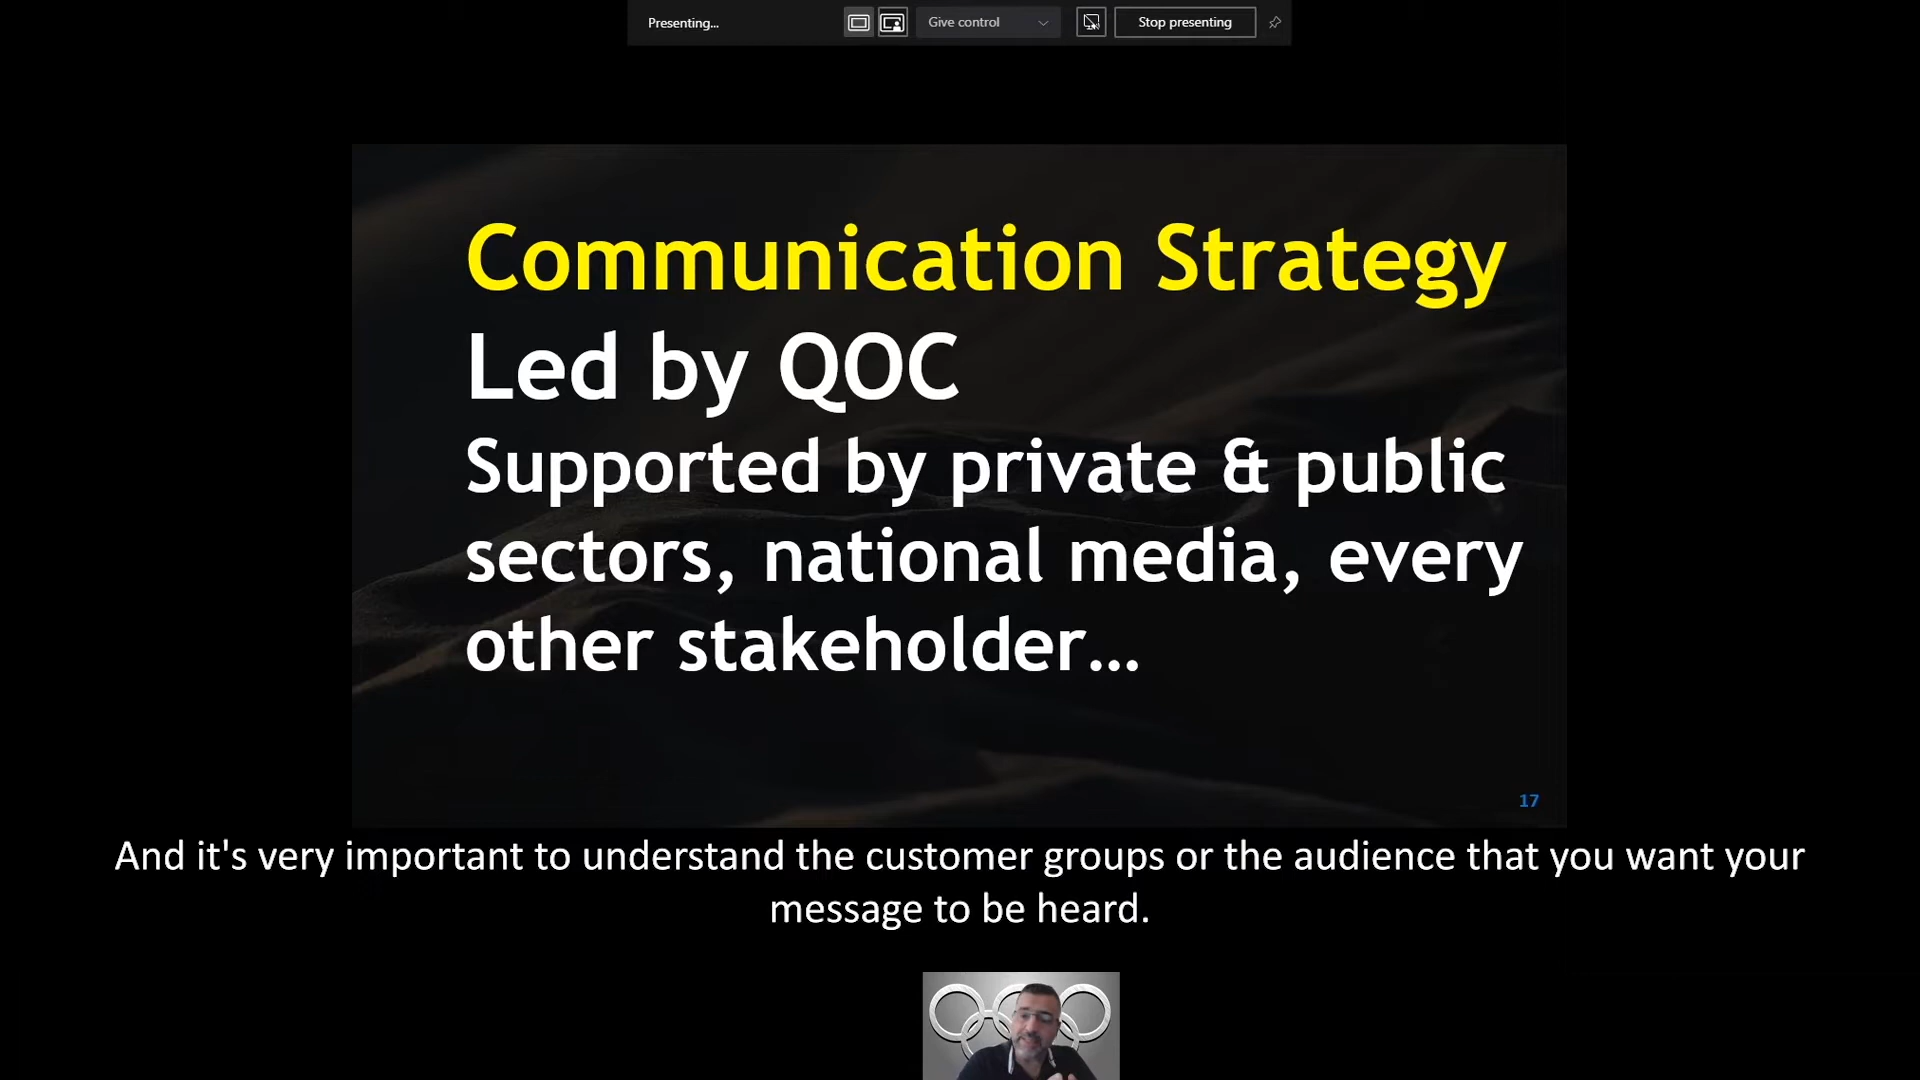 Presenting...
Give control
Stop presenting
Communication Strategy
Led by QOC
Supported by private & public
sectors, national media, every
other stakeholder...
17
And it's very important to understand the customer groups or the audience that you want your
message to be heard.